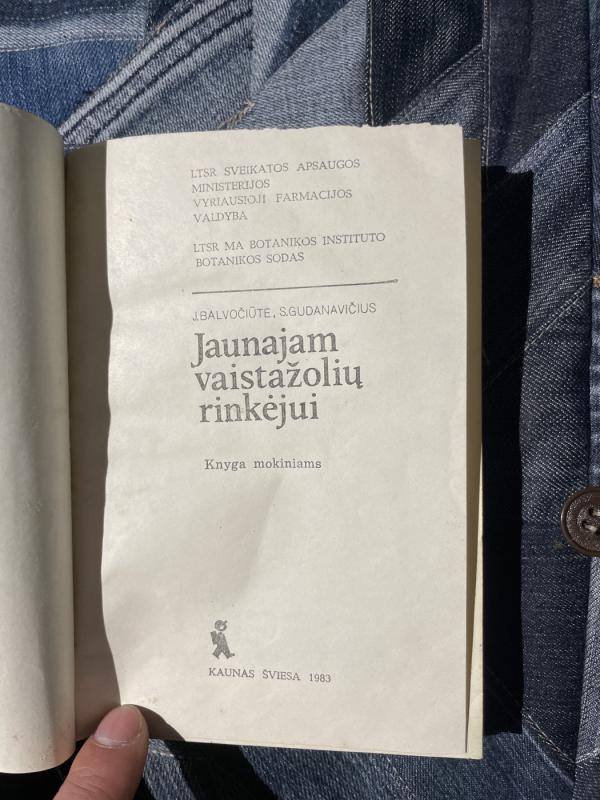 LTSR SVEIKATOS APSAUGOS
MINISTERIJOS
VYRIAUSIOJI FARMACIJOS
VALDYBA
LTSR MA BOTANIKOS INSTITUTO
BOTANIKOS SODAS
J.BALVOČIŪTĖ, S.GUDANAVIČIUS
Jaunajam
vaistažolių
rinkėjui
Knyga mokiniams
KAUNAS ŠVIESA 1983